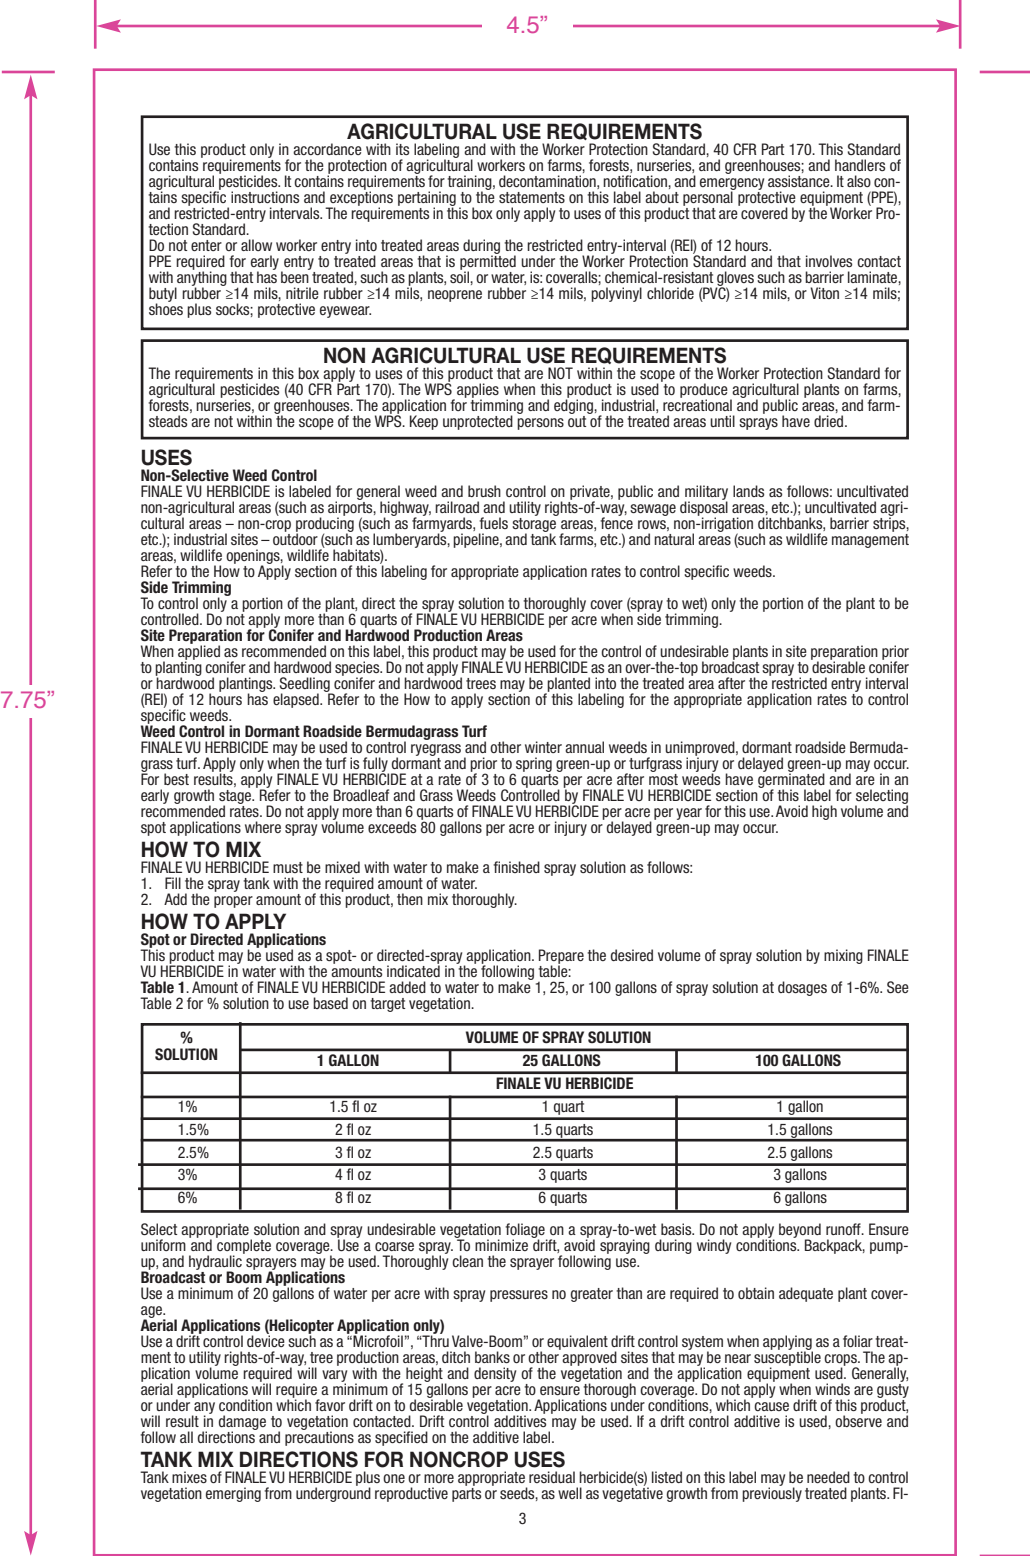 4.5”
7.75”
AGRICULTURAL USE REQUIREMENTS
Use this product only in accordance with its labeling and with the Worker Protection Standard, 40 CFR Part 170. This Standard
contains requirements for the protection of agricultural workers on farms, forests, nurseries, and greenhouses; and handlers of
agricultural pesticides. It contains requirements for training, decontamination, notification, and emergency assistance. It also con-
tains specific instructions and exceptions pertaining to the statements on this label about personal protective equipment (PPE),
and restricted-entry intervals. The requirements in this box only apply to uses of this product that are covered by the Worker Pro-
tection Standard.
Do not enter or allow worker entry into treated areas during the restricted entry-interval (REI) of 12 hours.
PPE required for early entry to treated areas that is permitted under the Worker Protection Standard and that involves contact
with anything that has been treated, such as plants, soil, or water, is: coveralls; chemical-resistant gloves such as barrier laminate,
butyl rubber ≥14 mils, nitrile rubber ≥14 mils, neoprene rubber ≥14 mils, polyvinyl chloride (PVC) ≥14 mils, or Viton ≥14 mils;
shoes plus socks; protective eyewear.
NON AGRICULTURAL USE REQUIREMENTS
The requirements in this box apply to uses of this product that are NOT within the scope of the Worker Protection Standard for
agricultural pesticides (40 CFR Part 170). The WPS applies when this product is used to produce agricultural plants on farms,
forests, nurseries, or greenhouses. The application for trimming and edging, industrial, recreational and public areas, and farm-
steads are not within the scope of the WPS. Keep unprotected persons out of the treated areas until sprays have dried.
USES
Non-Selective Weed Control
FINALE VU HERBICIDE is labeled for general weed and brush control on private, public and military lands as follows: uncultivated
non-agricultural areas (such as airports, highway, railroad and utility rights-of-way, sewage disposal areas, etc.); uncultivated agri-
cultural areas – non-crop producing (such as farmyards, fuels storage areas, fence rows, non-irrigation ditchbanks, barrier strips,
etc.); industrial sites – outdoor (such as lumberyards, pipeline, and tank farms, etc.) and natural areas (such as wildlife management
areas, wildlife openings, wildlife habitats).
Refer to the How to Apply section of this labeling for appropriate application rates to control specific weeds.
Side Trimming
To control only a portion of the plant, direct the spray solution to thoroughly cover (spray to wet) only the portion of the plant to be
controlled. Do not apply more than 6 quarts of FINALE VU HERBICIDE per acre when side trimming.
Site Preparation for Conifer and Hardwood Production Areas
When applied as recommended on this label, this product may be used for the control of undesirable plants in site preparation prior
to planting conifer and hardwood species. Do not apply FINALE VU HERBICIDE as an over-the-top broadcast spray to desirable conifer
or hardwood plantings. Seedling conifer and hardwood trees may be planted into the treated area after the restricted entry interval
(REI) of 12 hours has elapsed. Refer to the How to apply section of this labeling for the appropriate application rates to control
specific weeds.
Weed Control in Dormant Roadside Bermudagrass Turf
FINALE VU HERBICIDE may be used to control ryegrass and other winter annual weeds in unimproved, dormant roadside Bermuda-
grass turf. Apply only when the turf is fully dormant and prior to spring green-up or turfgrass injury or delayed green-up may occur.
For best results, apply FINALE VU HERBICIDE at a rate of 3 to 6 quarts per acre after most weeds have germinated and are in an
early growth stage. Refer to the Broadleaf and Grass Weeds Controlled by FINALE VU HERBICIDE section of this label for selecting
recommended rates. Do not apply more than 6 quarts of FINALE VU HERBICIDE per acre per year for this use. Avoid high volume and
spot applications where spray volume exceeds 80 gallons per acre or injury or delayed green-up may occur.
HOW TO MIX
FINALE VU HERBICIDE must be mixed with water to make a finished spray solution as follows:
1. Fill the spray tank with the required amount of water.
2. Add the proper amount of this product, then mix thoroughly.
HOW TO APPLY
Spot or Directed Applications
This product may be used as a spot- or directed-spray application. Prepare the desired volume of spray solution by mixing FINALE
VU HERBICIDE in water with the amounts indicated in the following table:
Table 1. Amount of FINALE VU HERBICIDE added to water to make 1, 25, or 100 gallons of spray solution at dosages of 1-6%. See
Table 2 for % solution to use based on target vegetation.
% SOLUTION VOLUME OF SPRAY SOLUTION
1 GALLON 25 GALLONS 100 GALLONS
FINALE VU HERBICIDE
1% 1.5 fl oz 1 quart 1 gallon
1.5% 2 fl oz 1.5 quarts 1.5 gallons
2.5% 3 fl oz 2.5 quarts 2.5 gallons
3% 4 fl oz 3 quarts 3 gallons
6% 8 fl oz 6 quarts 6 gallons
Select appropriate solution and spray undesirable vegetation foliage on a spray-to-wet basis. Do not apply beyond runoff. Ensure
uniform and complete coverage. Use a coarse spray. To minimize drift, avoid spraying during windy conditions. Backpack, pump-
up, and hydraulic sprayers may be used. Thoroughly clean the sprayer following use.
Broadcast or Boom Applications
Use a minimum of 20 gallons of water per acre with spray pressures no greater than are required to obtain adequate plant cover-
age.
Aerial Applications (Helicopter Application only)
Use a drift control device such as a “Microfoil”, “Thru Valve-Boom” or equivalent drift control system when applying as a foliar treat-
ment to utility rights-of-way, tree production areas, ditch banks or other approved sites that may be near susceptible crops. The ap-
plication volume required will vary with the height and density of the vegetation and the application equipment used. Generally,
aerial applications will require a minimum of 15 gallons per acre to ensure thorough coverage. Do not apply when winds are gusty
or under any condition which favor drift on to desirable vegetation. Applications under conditions, which cause drift of this product,
will result in damage to vegetation contacted. Drift control additives may be used. If a drift control additive is used, observe and
follow all directions and precautions as specified on the additive label.
TANK MIX DIRECTIONS FOR NONCROP USES
Tank mixes of FINALE VU HERBICIDE plus one or more appropriate residual herbicide(s) listed on this label may be needed to control
vegetation emerging from underground reproductive parts or seeds, as well as vegetative growth from previously treated plants. FI-
3